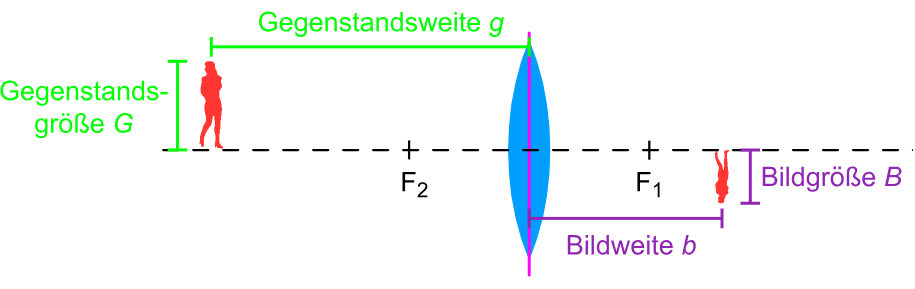 Gegenstandsweite g
Gegenstands-
größe G
F2
F1
Bildgröße B
Bildweite b